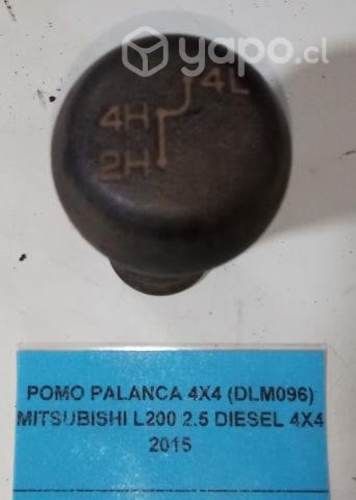 yapo.cl
4L
4H
2H
POMO PALANCA 4X4 (DLM096)
MITSUBISHI L200 2.5 DIESEL 4X4
2015